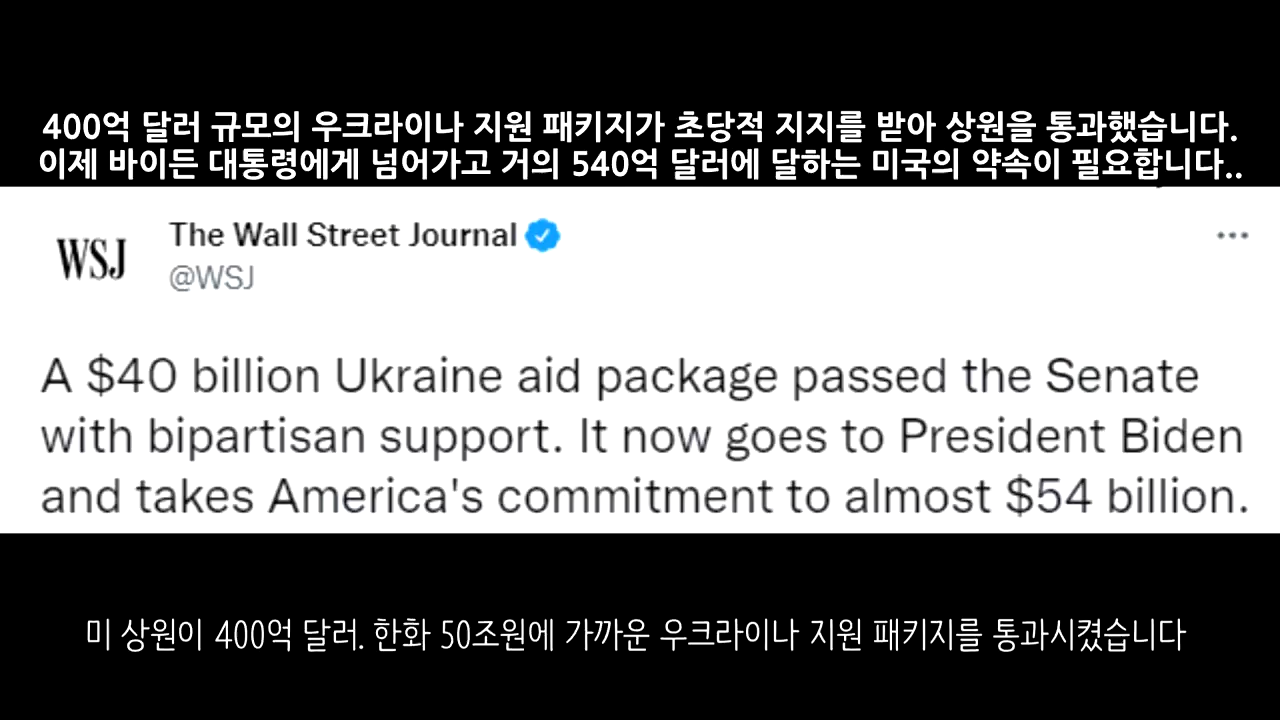 400억 달러 규모의 우크라이나 지원 패키지가 초당적 지지를 받아 상원을 통과했습니다.
이제 바이든 대통령에게 넘어가고 거의 540억 달러에 달하는 미국의 약속이 필요합니다..
WSJ
The Wall Street Journal
@WSJ
A $40 billion Ukraine aid package passed the Senate
with bipartisan support. It now goes to President Biden
and takes America's commitment to almost $54 billion.
미 상원이 400억 달러. 한화 50조원에 가까운 우크라이나 지원 패키지를 통과시켰습니다